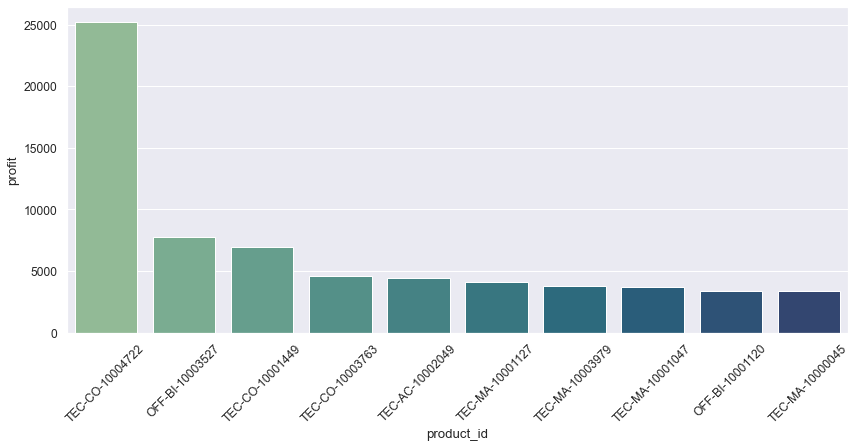 25000
20000
15000
10000
5000
0
profit
TEC-CO-10004722
OFF-BI-10003527
TEC-CO-10001449
TEC-CO-10003763
TEC-AC-10002049
TEC-MA-10001127
TEC-MA-10003979
TEC-MA-10001047
OFF-BI-10001120
TEC-MA-10000045
product_id